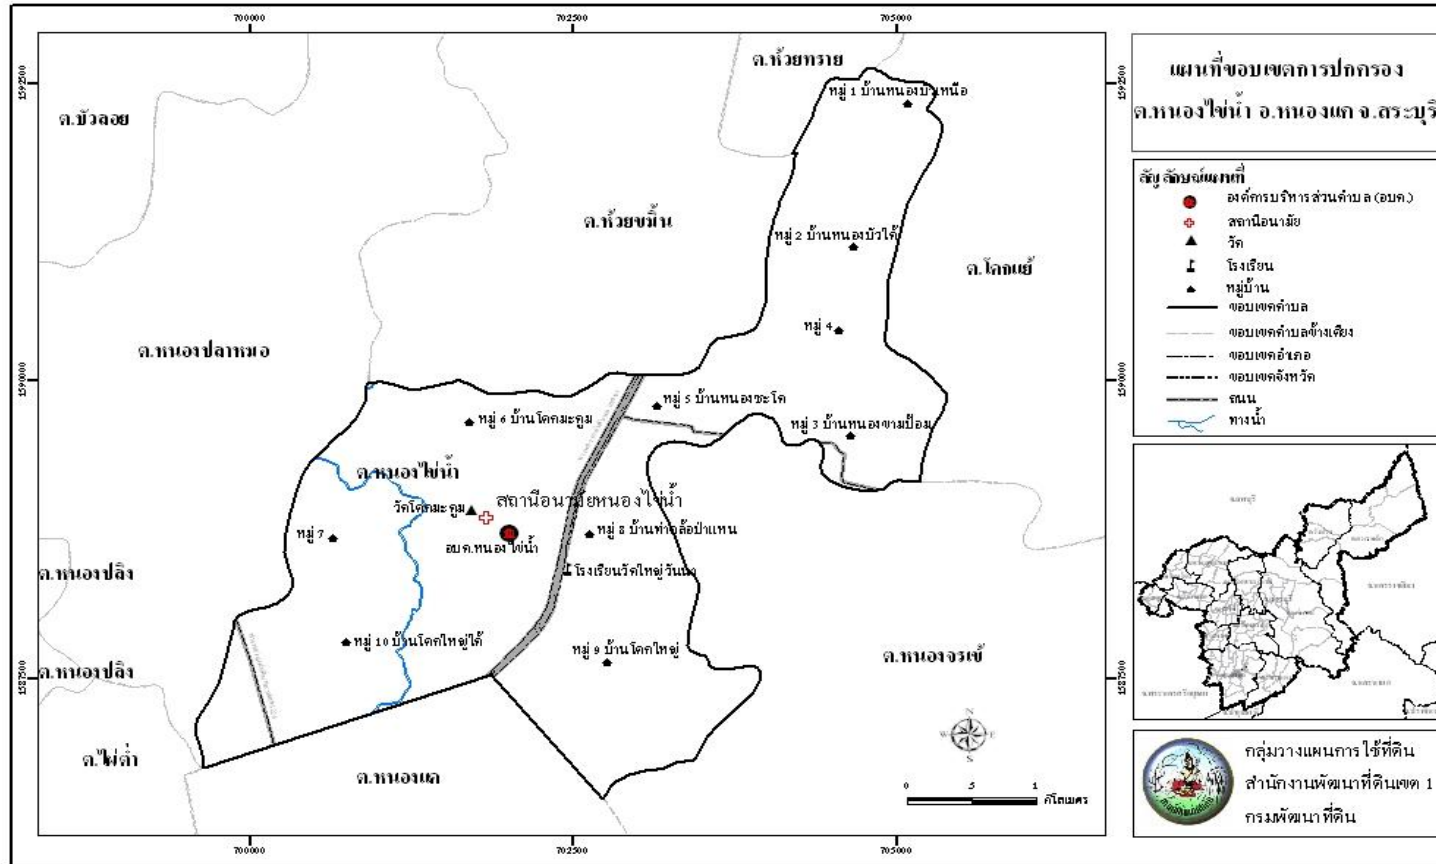 700000
702500
705000
1592500
1592500
ต.ห้วยทราย
แผนที่ขอบเขตการปกครอง
ต.หนองไข่น้ำ อ.หนองแค จ.สระบุรี
หมู่ 1 บ้านหนองบัวเหนือ
ต.บัวลอย
สัญลักษณ์แผนที่
องค์การบริหารส่วนตำบล (อบต.)
สถานีอนามัย
วัด
โรงเรียน
หมู่บ้าน
ขอบเขตตำบล
ขอบเขตตำบลข้างเคียง
ขอบเขตอำเภอ
ขอบเขตจังหวัด
ถนน
ทางน้ำ
ต.ห้วยขมิ้น
หมู่ 2 บ้านหนองบัวใต้
ต.โคกแย้
หมู่ 4
ต.หนองปลาหมอ
1590000
1590000
หมู่ 5 บ้านหนองชะโด
หมู่ 6 บ้านโคกมะตูม
หมู่ 3 บ้านหนองขามป้อม
ต.หนองไข่น้ำ
สถานีอนามัยหนองไข่น้ำ
วัดโคกมะตูม
หมู่ 7
อบต.หนองไข่น้ำ
โรงเรียนวัดใหญ่วันนา
ต.หนองปลิง
หมู่ 10 บ้านโคกใหญ่ใต้
หมู่ 9 บ้านโคกใหญ่
ต.หนองจรเข้
ต.หนองปลิง
1587500
1587500
ต.ไผ่ต่ำ
ต.หนองแค
N
W
E
S
0 .5 1
กิโลเมตร
กลุ่มวางแผนการใช้ที่ดิน
สำนักงานพัฒนาที่ดินเขต 1
กรมพัฒนาที่ดิน
700000
702500
705000